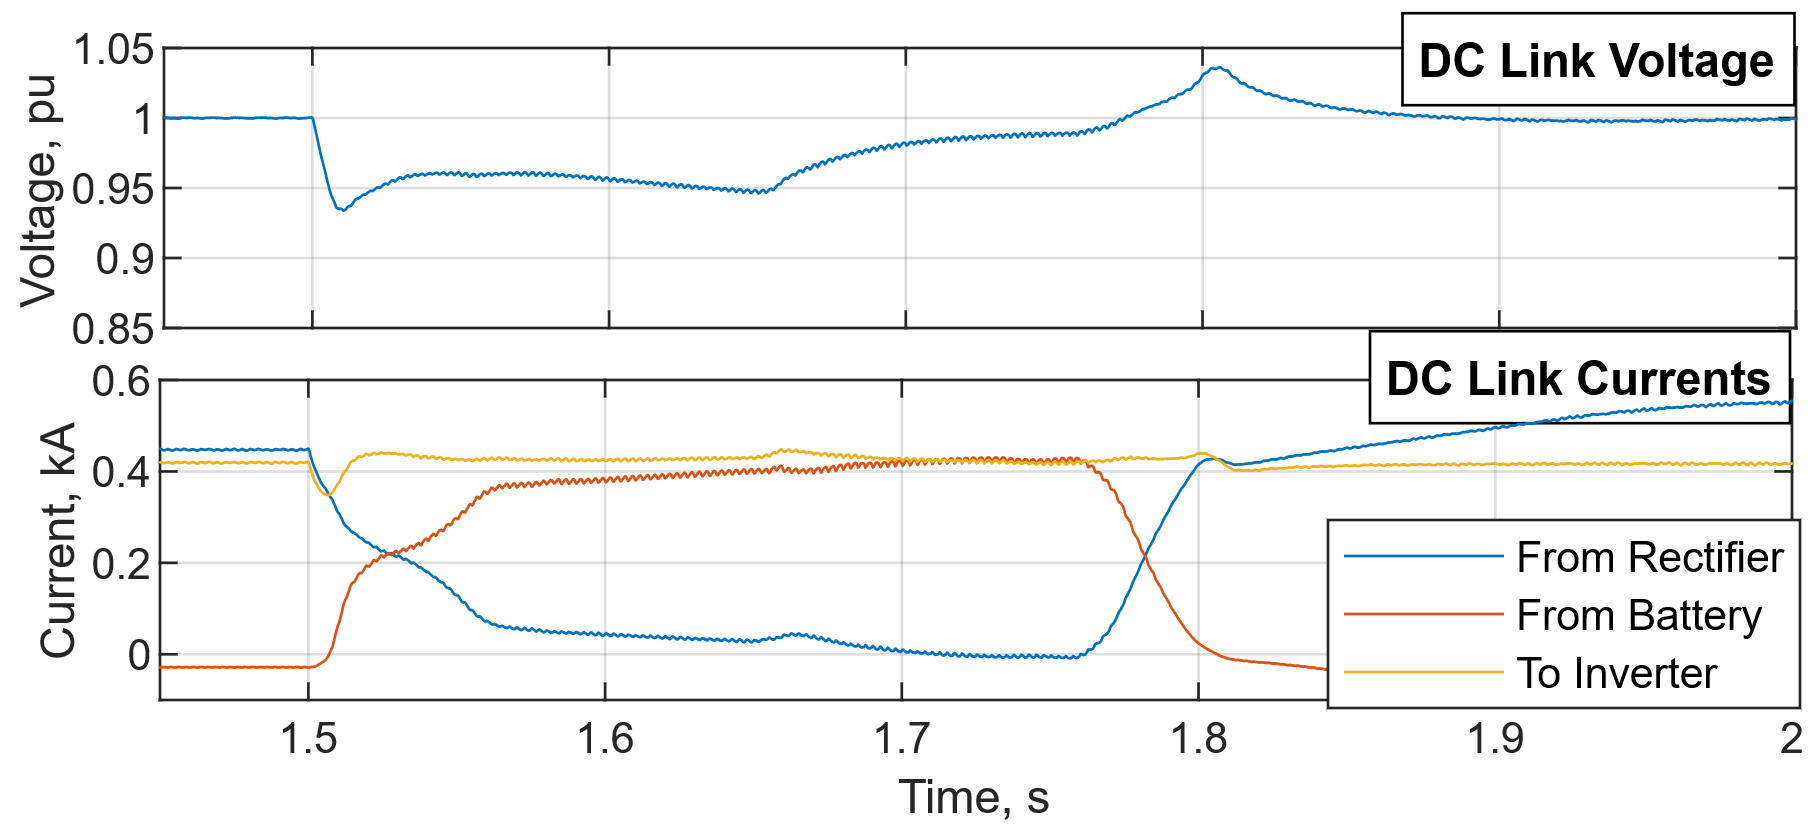 DC Link Voltage
Voltage, pu
1.05
1
0.95
0.9
0.85
DC Link Currents
Current, kA
0.6
0.4
0.2
0
From Rectifier
From Battery
To Inverter
1.5 1.6 1.7 1.8 1.9 2
Time, s